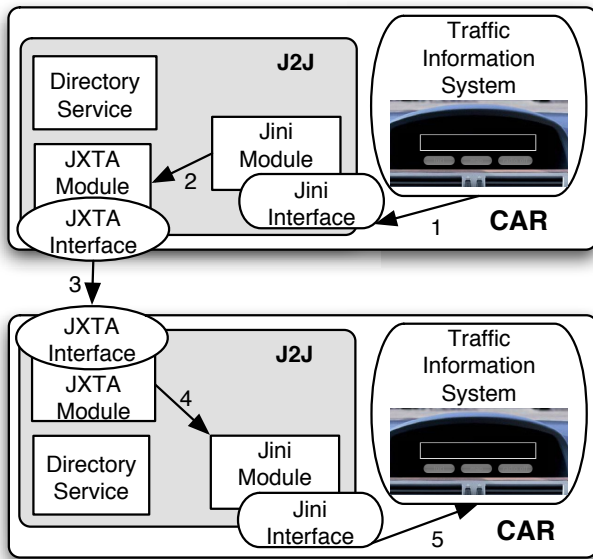 J2J
Directory
Service
JXTA
Module
JXTA
Interface
Jini
Module
Jini
Interface
Traffic
Information
System
CAR
1
2
3
JXTA
Interface
JXTA
Module
J2J
Directory
Service
4
Jini
Module
Jini
Interface
Traffic
Information
System
5
CAR